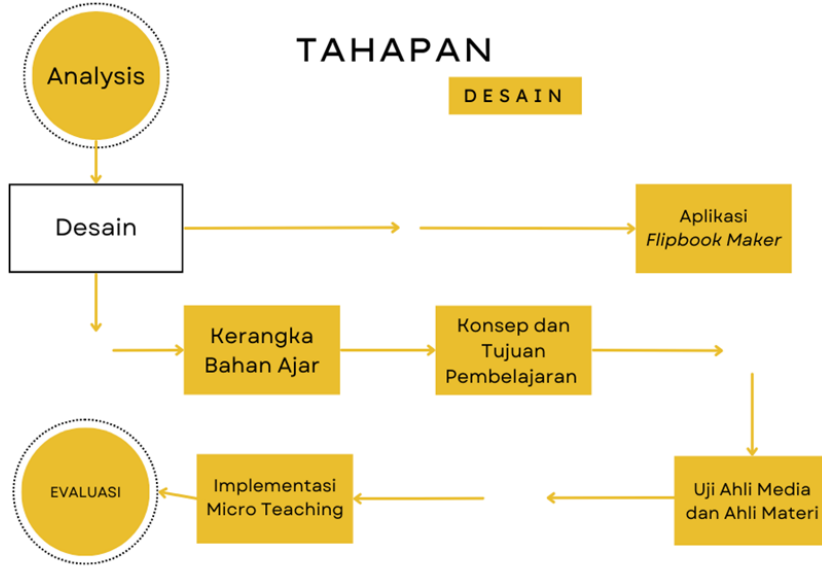 TAHAPAN
DESAIN
Analysis
Desain
Aplikasi
Flipbook Maker
Kerangka
Bahan Ajar
Konsep dan
Tujuan
Pembelajaran
Uji Ahli Media
dan Ahli Materi
Implementasi
Micro Teaching
EVALUASI